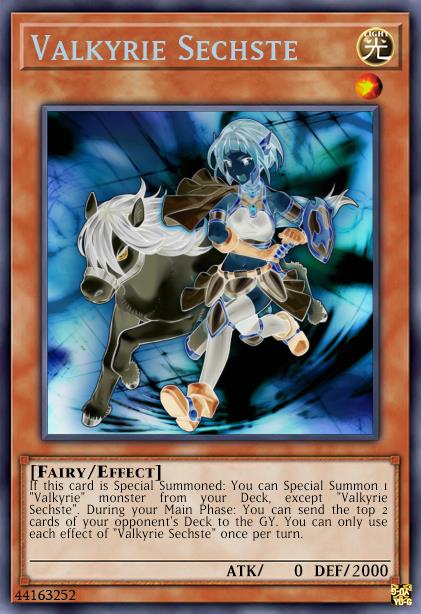 VALKYRIE SECHSTE
LIGHT
光
[FAIRY/EFFECT]
If this card is Special Summoned: You can Special Summon 1
"Valkyrie" monster from your Deck, except "Valkyrie
Sechste". During your Main Phase: You can send the top 2
cards of your opponent's Deck to the GY. You can only use
each effect of "Valkyrie Sechste" once per turn.
ATK/ 0 DEF/2000
44163252